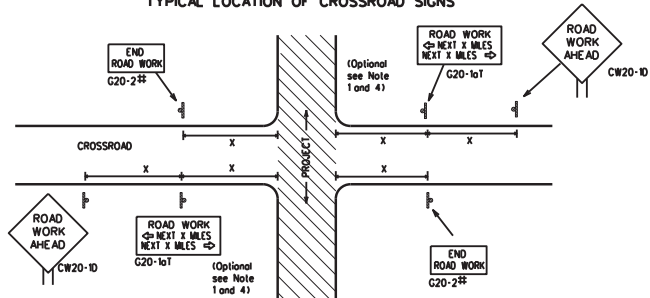 TYPICAL LOCATION OF CROSSROAD SIGNS
END
ROAD WORK
G20-2#
(Optional
see Note
1 and 4)
ROAD WORK
⇦ NEXT X MILES
NEXT X MILES ⇨
G20-1aT
ROAD
WORK
AHEAD
CW20-1D
CROSSROAD
X
X
X
PROJECT
X
X
X
ROAD
WORK
AHEAD
CW20-1D
ROAD WORK
⇦ NEXT X MILES
NEXT X MILES ⇨
G20-1aT
(Optional
see Note
1 and 4)
END
ROAD WORK
G20-2#